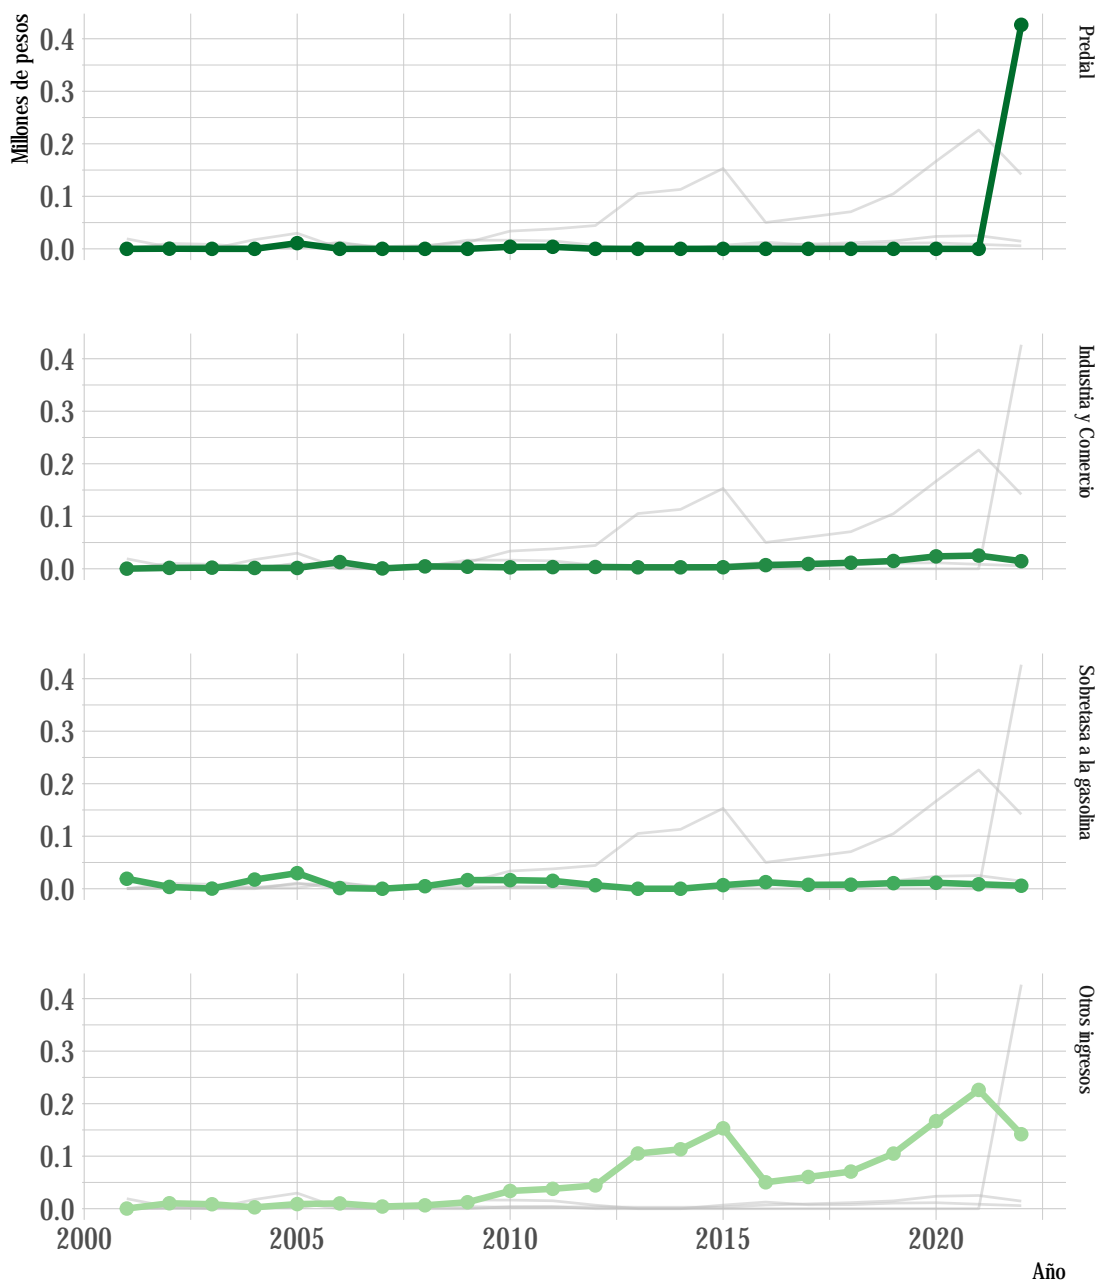 Millones de pesos
0.4
0.3
0.2
0.1
0.0
Predial
0.4
0.3
0.2
0.1
0.0
Industria y Comercio
0.4
0.3
0.2
0.1
0.0
Sobretasa a la gasolina
0.4
0.3
0.2
0.1
0.0
Otros ingresos
2000 2005 2010 2015 2020
Año